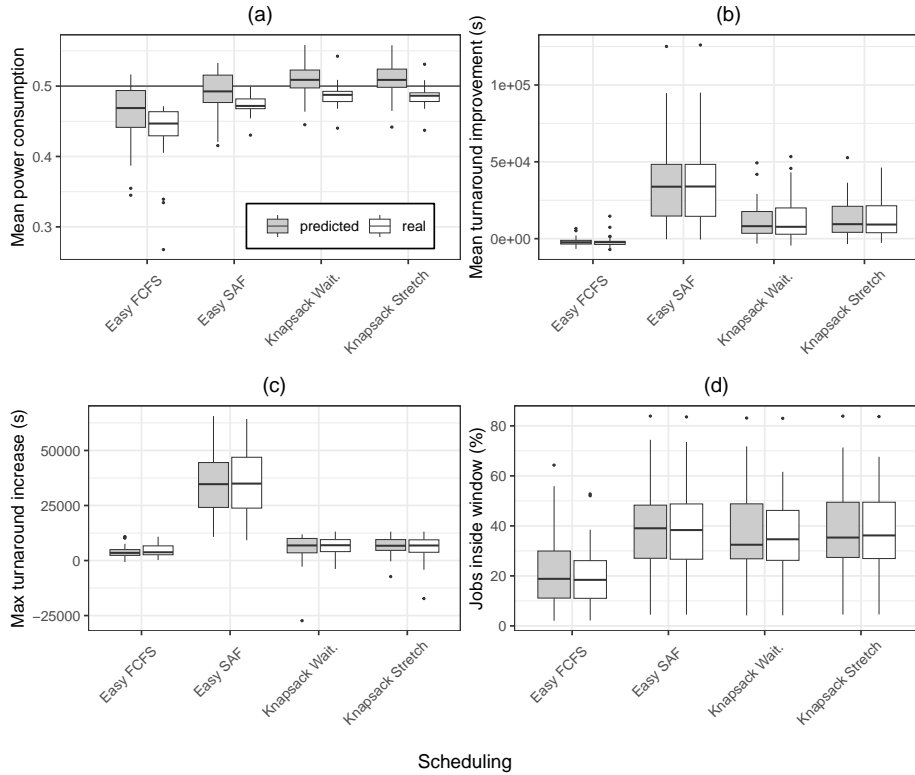 (a)
Mean power consumption
0.5
0.4
0.3
predicted real
Easy FCFS
Easy SAF
Knapsack Wait.
Knapsack Stretch
(b)
Mean turnaround improvement (s)
1e+05
5e+04
0e+00
Easy FCFS
Easy SAF
Knapsack Wait.
Knapsack Stretch
(c)
Max turnaround increase (s)
50000
25000
0
−25000
Easy FCFS
Easy SAF
Knapsack Wait.
Knapsack Stretch
(d)
Jobs inside window (%)
80
60
40
20
0
Easy FCFS
Easy SAF
Knapsack Wait.
Knapsack Stretch
Scheduling